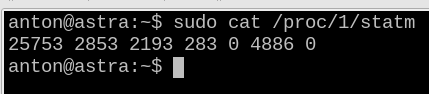 anton@astra:~$ sudo cat /proc/1/statm
25753 2853 2193 283 0 4886 0
anton@astra:~$